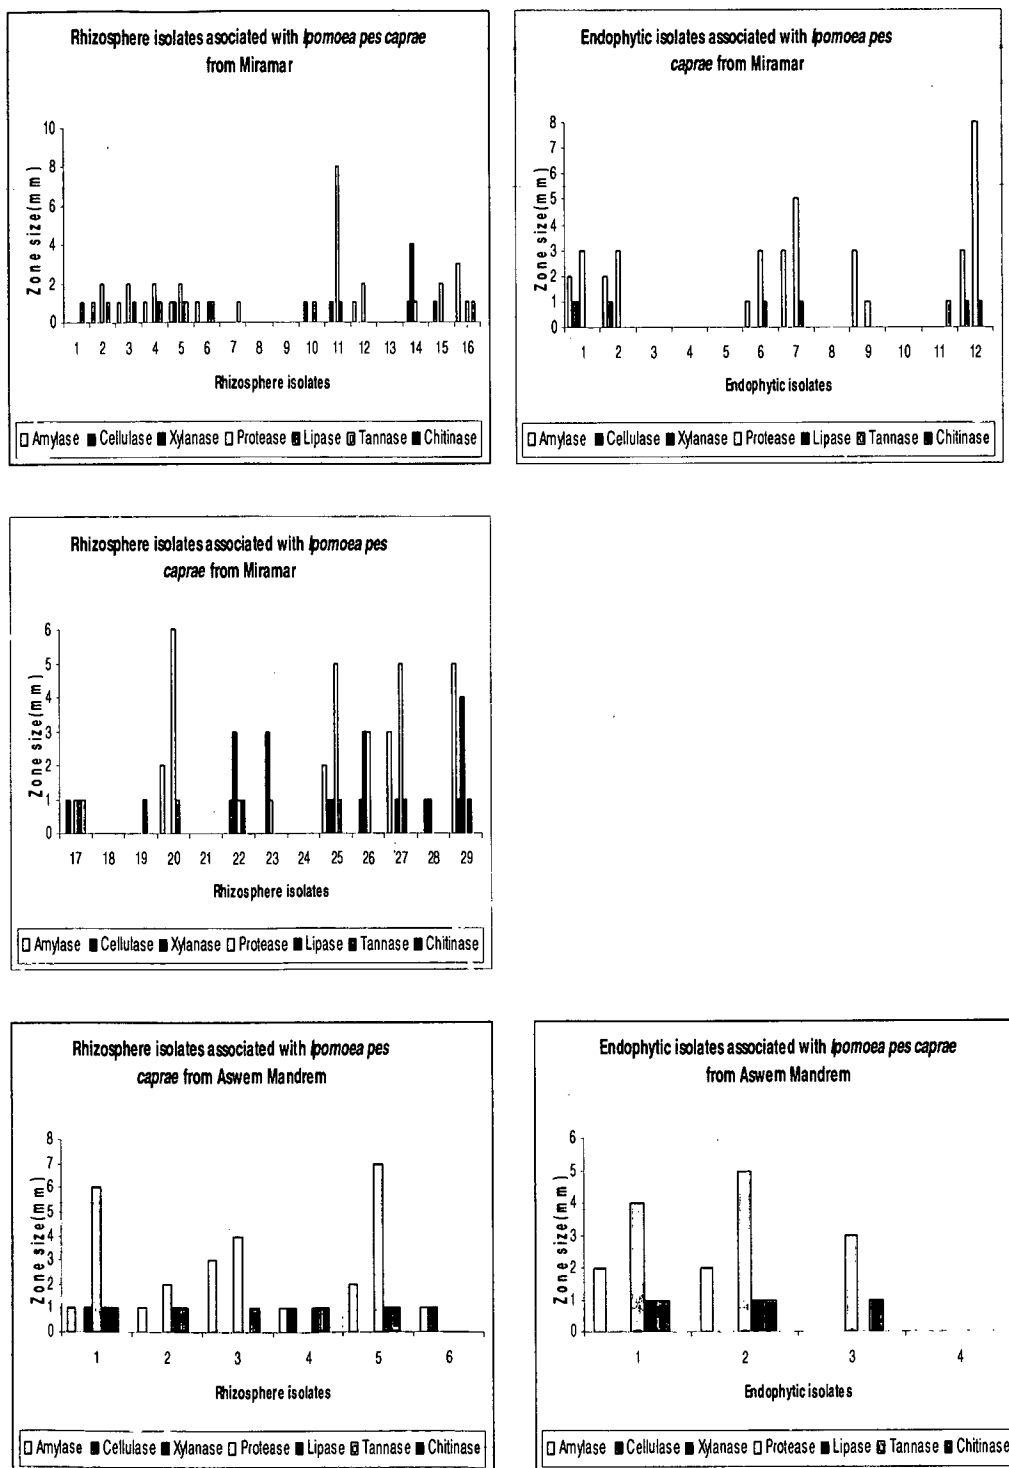 Rhizosphere isolates asociated with Ipomoea pes caprae
from Miramar
Zone size(mm)
10
8
6
4
2
0
1 2 3 4 5 6 7 8 9 10 11 12 13 14 15 16
Rhizosphere isolates
Amylase Cellulase Xylanase Protease Lipase Tannase Chitinase
Endophytic isolates associated with Ipomoea pes
caprae from Miramar
Zone size(mm)
8
7
6
5
4
3
2
1
0
1 2 3 4 5 6 7 8 9 10 11 12
Endophytic isolates
Amylase Cellulase Xylanase Protease Lipase Tannase Chitinase
Rhizosphere isolates associated with Ipomoea pes
caprae from Miramar
Zone size(mm)
6
5
4
3
2
1
0
17 18 19 20 21 22 23 24 25 26 27 28 29
Rhizosphere isolates
Amylase Cellulase Xylanase Protease Lipase Tannase Chitinase
Rhizosphere isolates associated with Ipomoea pes
caprae from Aswem Mandrem
Zone size(mm)
8
7
6
5
4
3
2
1
0
1 2 3 4 5 6
Rhizosphere isolates
Amylase Cellulase Xylanase Protease Lipase Tannase Chitinase
Endophytic isolates associated with Ipomoea pes caprae
from Aswem Mandrem
Zone size(mm)
6
5
4
3
2
1
0
1 2 3 4
Endophytic isolates
Amylase Cellulase Xylanase Protease Lipase Tannase Chitinase